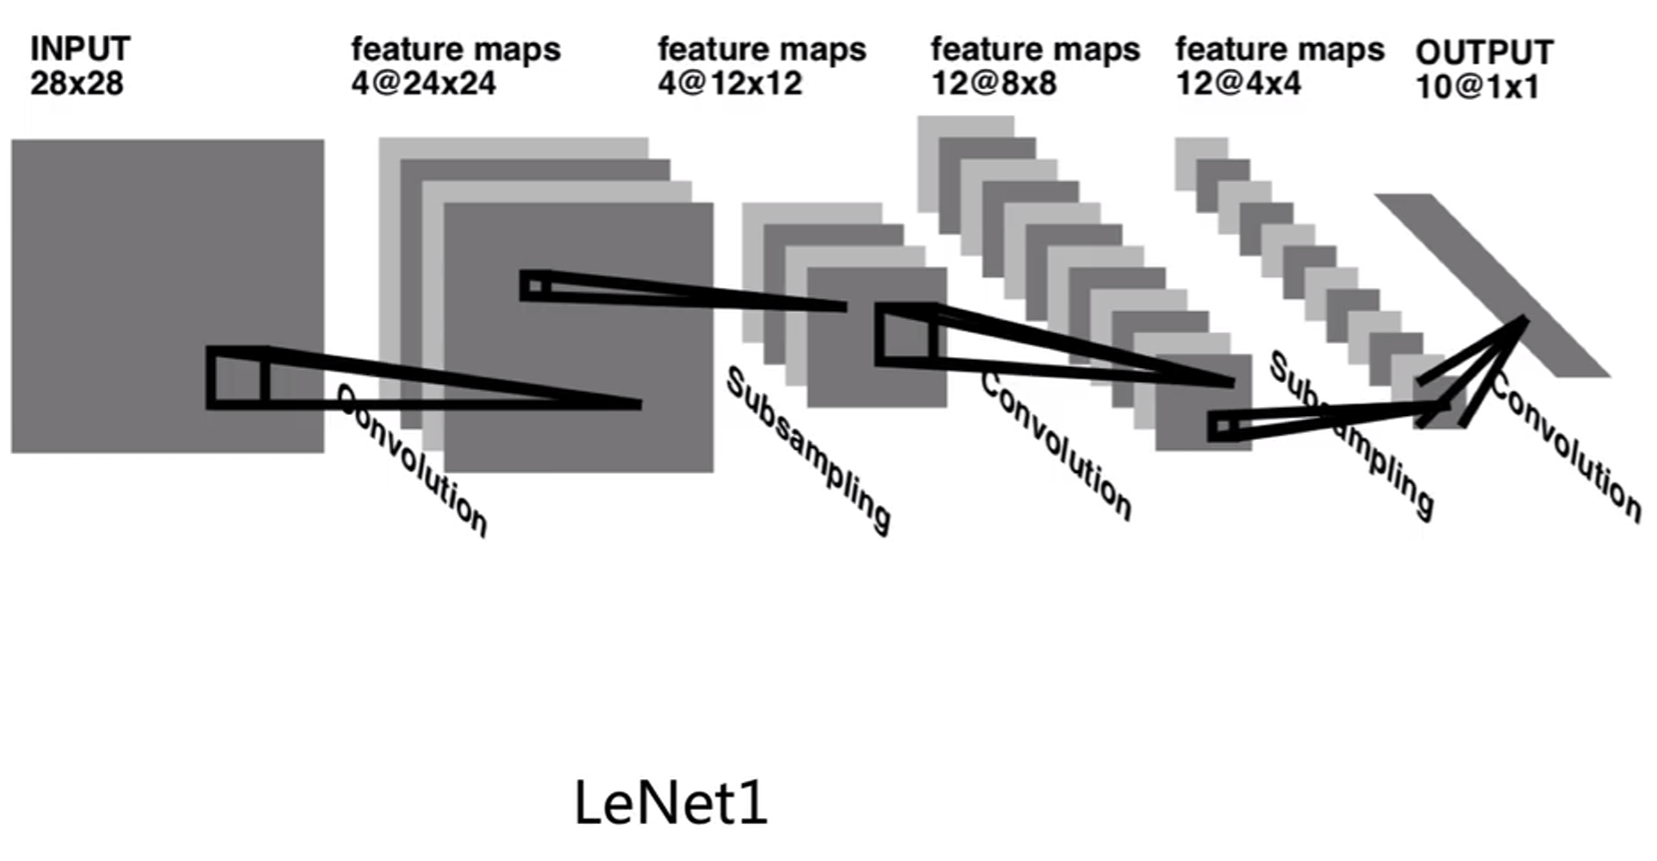 INPUT
28x28
feature maps
4@24x24
feature maps
4@12x12
feature maps
12@8x8
feature maps
12@4x4
OUTPUT
10@1x1
Convolution
Subsampling
Convolution
Subsampling
Convolution
LeNet1